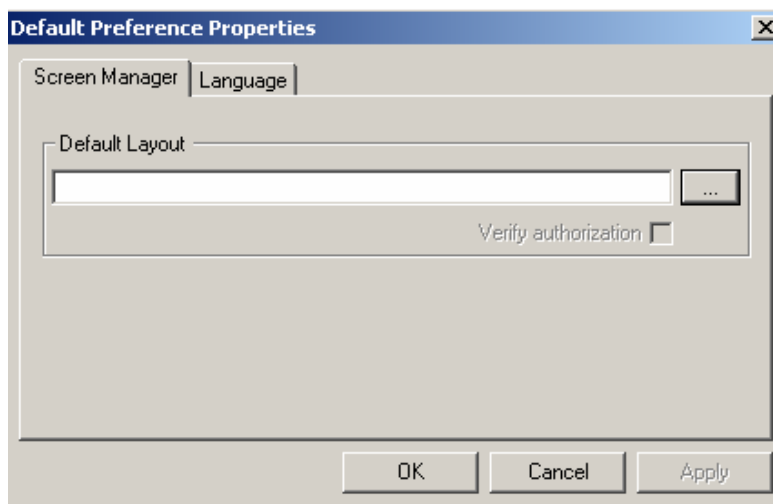 Default Preference Properties
Screen Manager Language
Default Layout
...
Verify authorization
OK Cancel Apply